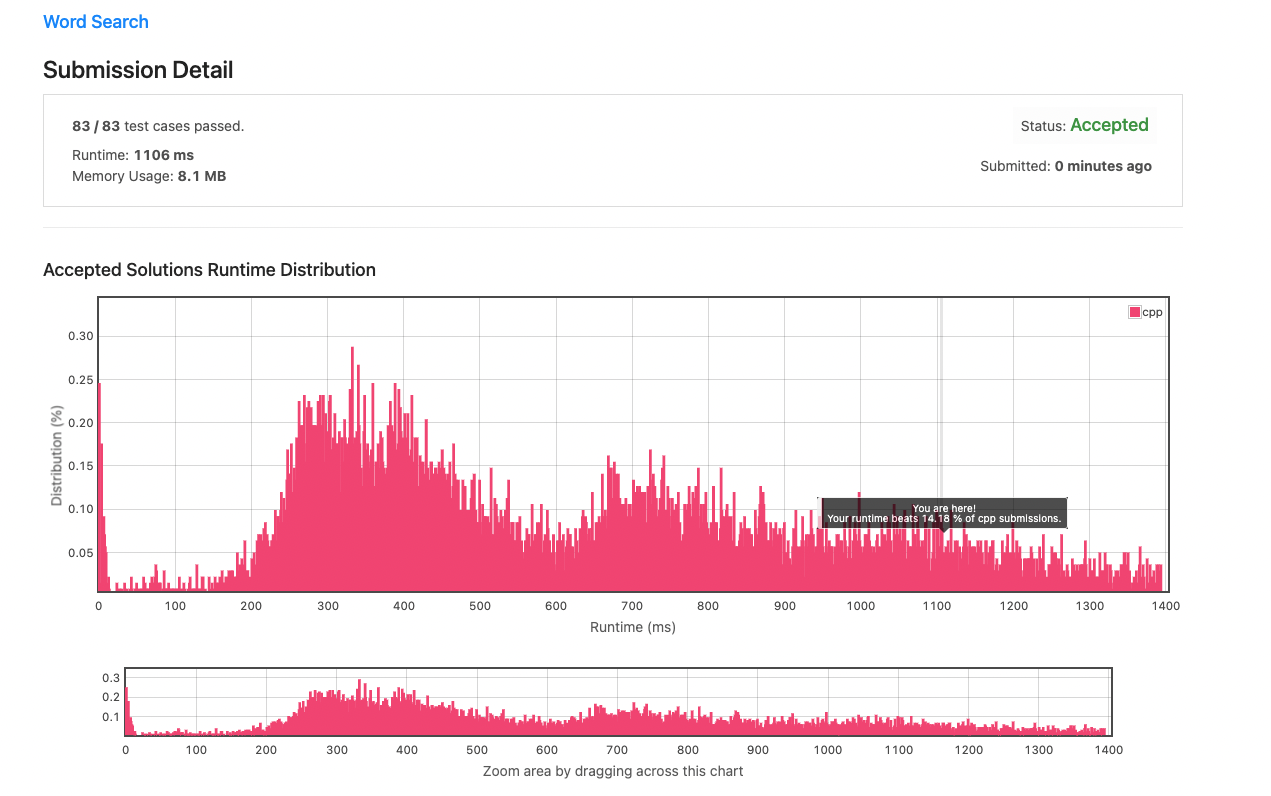 Word Search
Submission Detail
83 / 83 test cases passed.
Status: Accepted
Runtime: 1106 ms
Memory Usage: 8.1 MB
Submitted: 0 minutes ago
Accepted Solutions Runtime Distribution
cpp
0.30
0.25
0.20
0.15
0.10
0.05
Distribution (%)
You are here!
Your runtime beats 14.18 % of cpp submissions.
0 100 200 300 400 500 600 700 800 900 1000 1100 1200 1300 1400
Runtime (ms)
0.3
0.2
0.1
0 100 200 300 400 500 600 700 800 900 1000 1100 1200 1300 1400
Zoom area by dragging across this chart